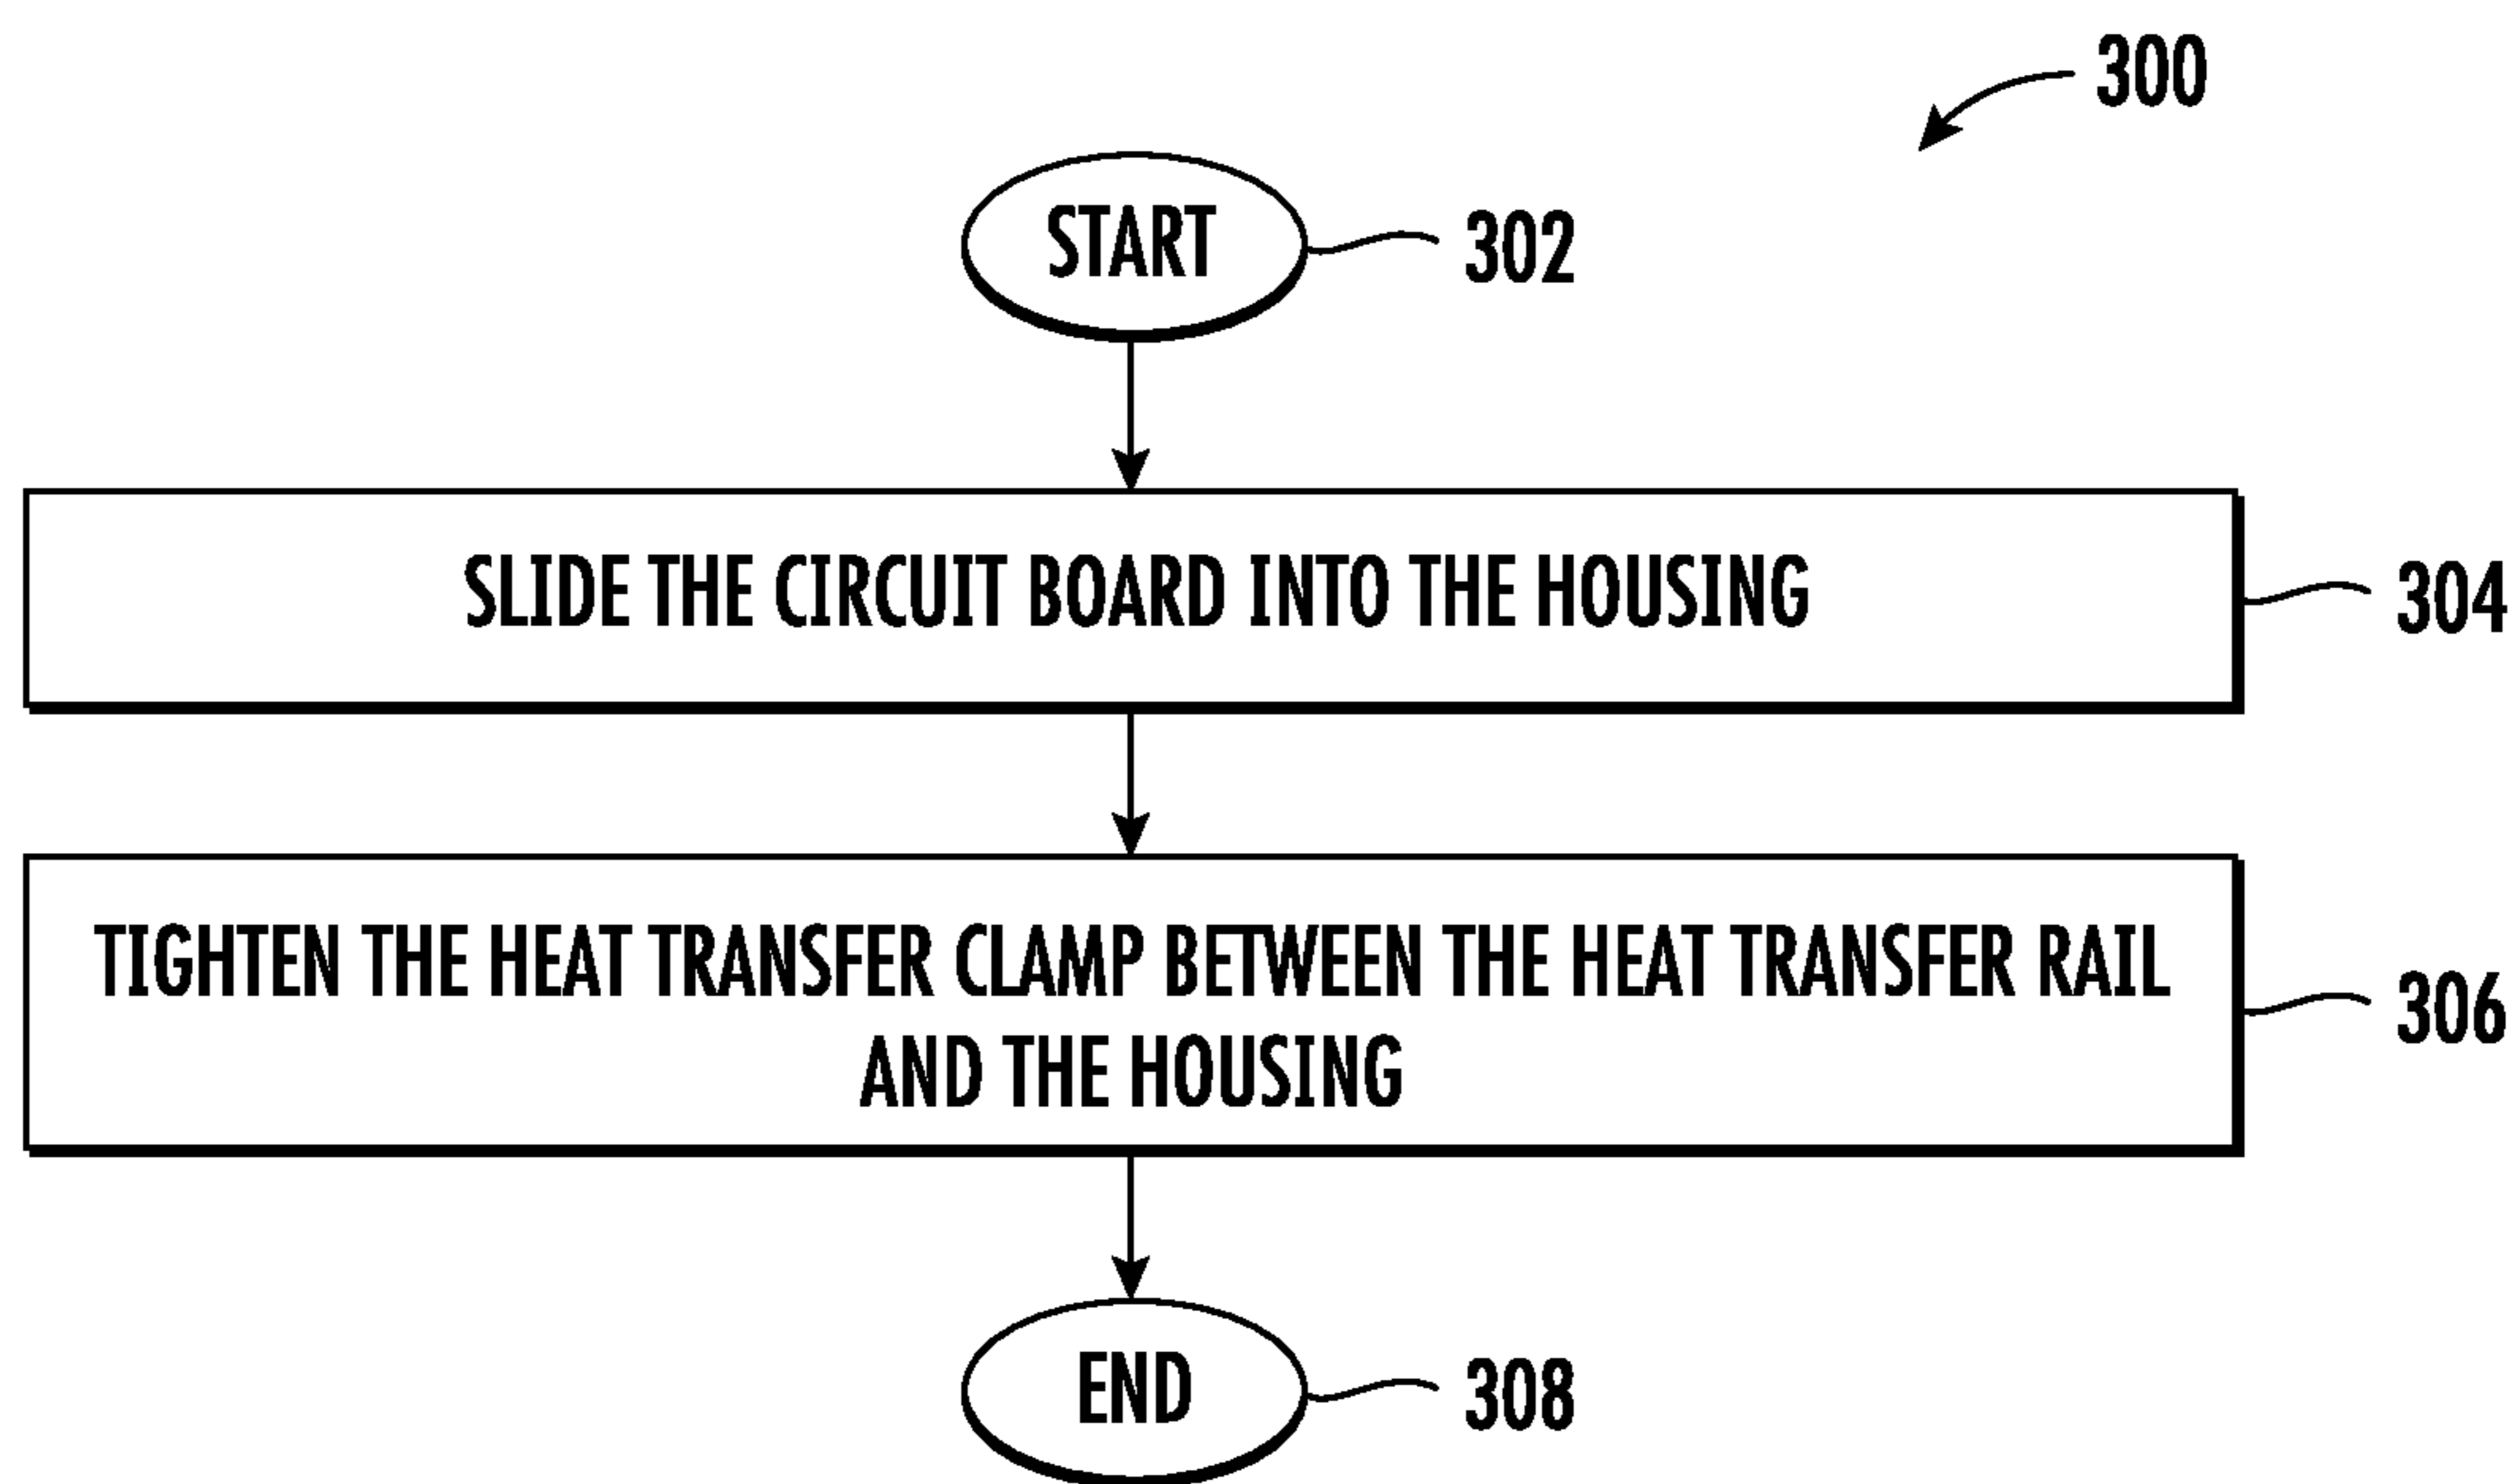 300
START
302
SLIDE THE CIRCUIT BOARD INTO THE HOUSING
304
TIGHTEN THE HEAT TRANSFER CLAMP BETWEEN THE HEAT TRANSFER RAIL
AND THE HOUSING
306
END
308